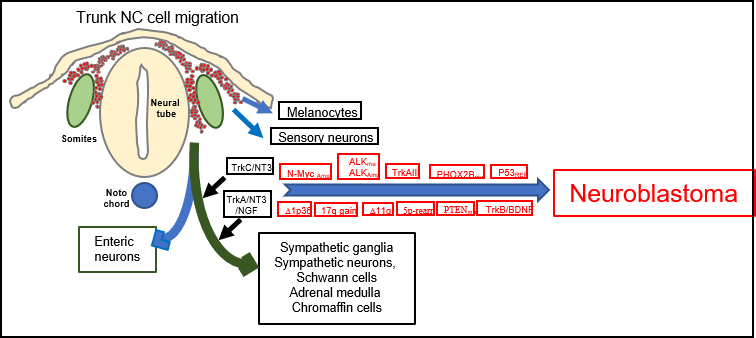 Trunk NC cell migration
Neural
tube
Somites
Noto
chord
Melanocytes
Sensory neurons
TrkC/NT3
TrkA/NT3
/NGF
N-Myc
ALK
ALK
TrkAII
PHOX2B
P53
Δ1p36
17q gain
Δ11q
5p-rearr
PTEN
TrkB/BDNF
Neuroblastoma
Enteric
neurons
Sympathetic ganglia
Sympathetic neurons,
Schwann cells
Adrenal medulla
Chromaffin cells